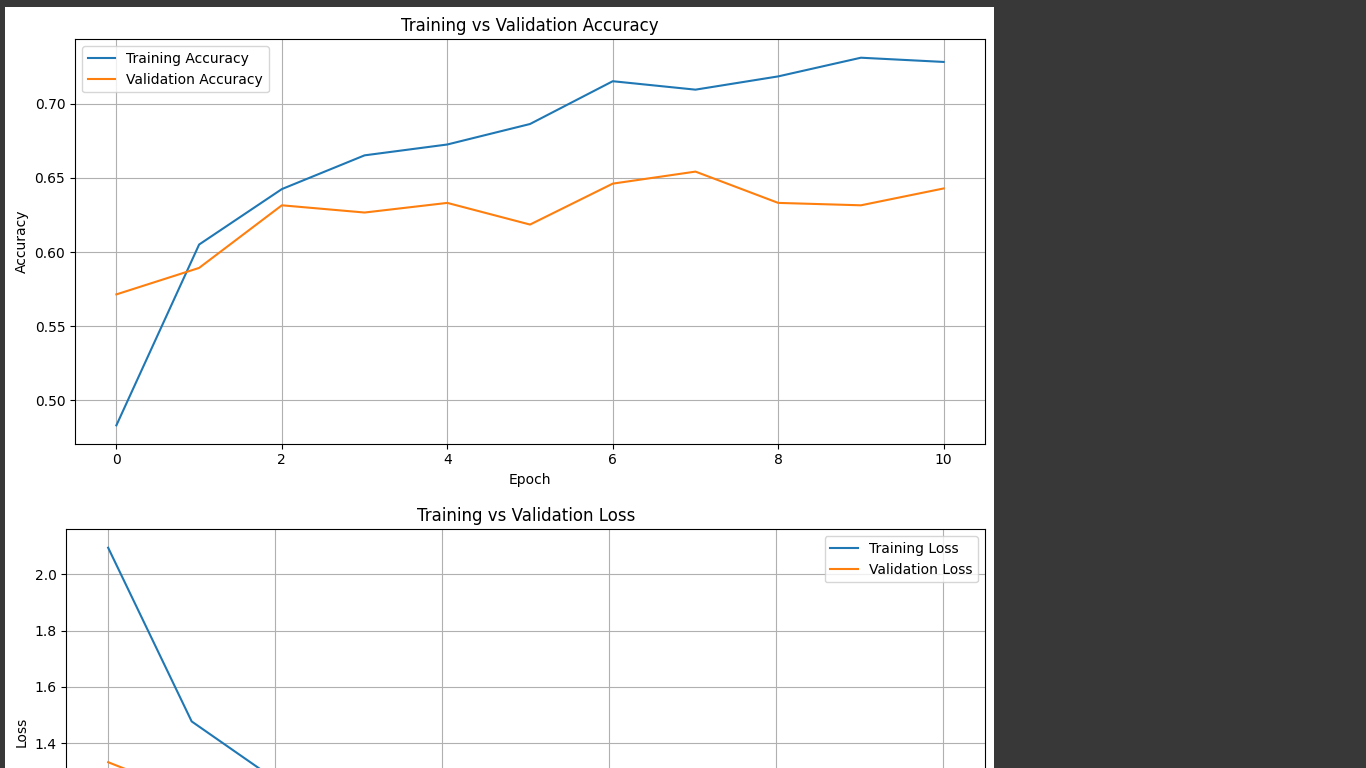 Training vs Validation Accuracy
Training Accuracy
Validation Accuracy
0.70
0.65
0.60
0.55
0.50
Accuracy
0 2 4 6 8 10
Epoch
Training vs Validation Loss
Training Loss
Validation Loss
2.0
1.8
1.6
1.4
Loss